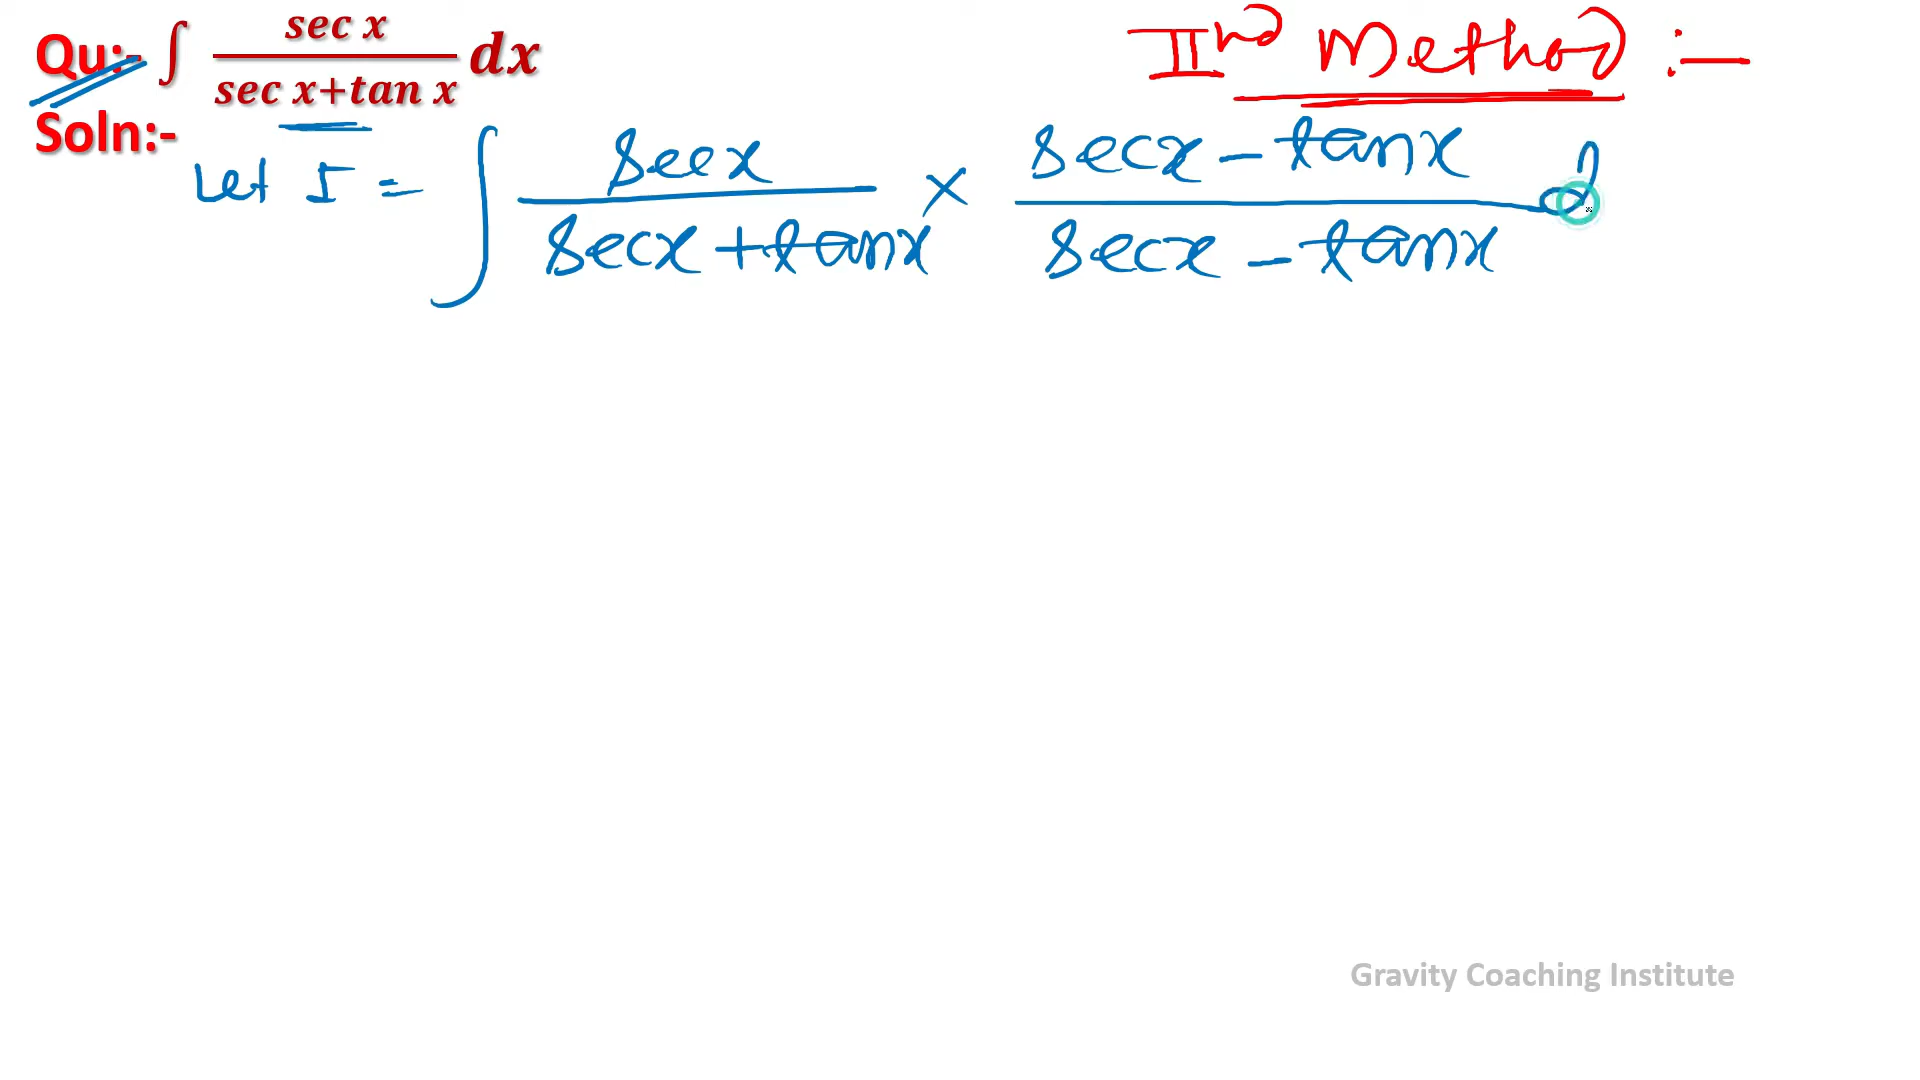 Qu:- ∫ sec x / (sec x+tan x) dx
IInd Method :-
Soln:-
Let I = ∫ secx / (secx + tanx) × (secx - tanx) / (secx - tanx) d
Gravity Coaching Institute